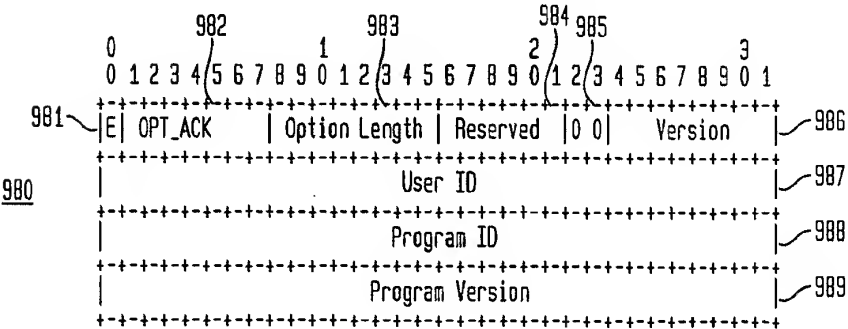 984
982 983 985
0 1 2 3
0 1 2 3 4 5 6 7 8 9 0 1 2 3 4 5 6 7 8 9 0 1 2 3 4 5 6 7 8 9 0 1
+-+-+-+-+-+-+-+-+-+-+-+-+-+-+-+-+-+-+-+-+-+-+-+-+-+-+-+-+-+-+-+-+
981 |E| OPT_ACK | Option Length | Reserved |0 0| Version | 986
+-+-+-+-+-+-+-+-+-+-+-+-+-+-+-+-+-+-+-+-+-+-+-+-+-+-+-+-+-+-+-+-+
980 | User ID | 987
+-+-+-+-+-+-+-+-+-+-+-+-+-+-+-+-+-+-+-+-+-+-+-+-+-+-+-+-+-+-+-+-+
| Program ID | 988
+-+-+-+-+-+-+-+-+-+-+-+-+-+-+-+-+-+-+-+-+-+-+-+-+-+-+-+-+-+-+-+-+
| Program Version | 989
+-+-+-+-+-+-+-+-+-+-+-+-+-+-+-+-+-+-+-+-+-+-+-+-+-+-+-+-+-+-+-+-+